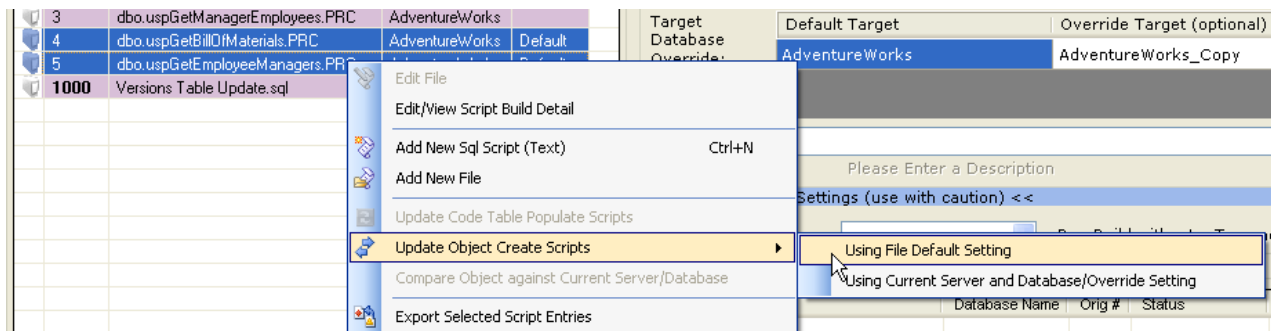 3 dbo.uspGetManagerEmployees.PRC AdventureWorks
4 dbo.uspGetBillOfMaterials.PRC AdventureWorks Default
5 dbo.uspGetEmployeeManagers.PRC
1000 Versions Table Update.sql
Target
Database
Override:
Default Target Override Target (optional)
AdventureWorks AdventureWorks_Copy
Edit File
Edit/View Script Build Detail
Add New Sql Script (Text) Ctrl+N
Add New File
Update Code Table Populate Scripts
Update Object Create Scripts
Compare Object against Current Server/Database
Export Selected Script Entries
Please Enter a Description
Settings (use with caution) <<
Using File Default Setting
Using Current Server and Database/Override Setting
Database Name Orig # Status